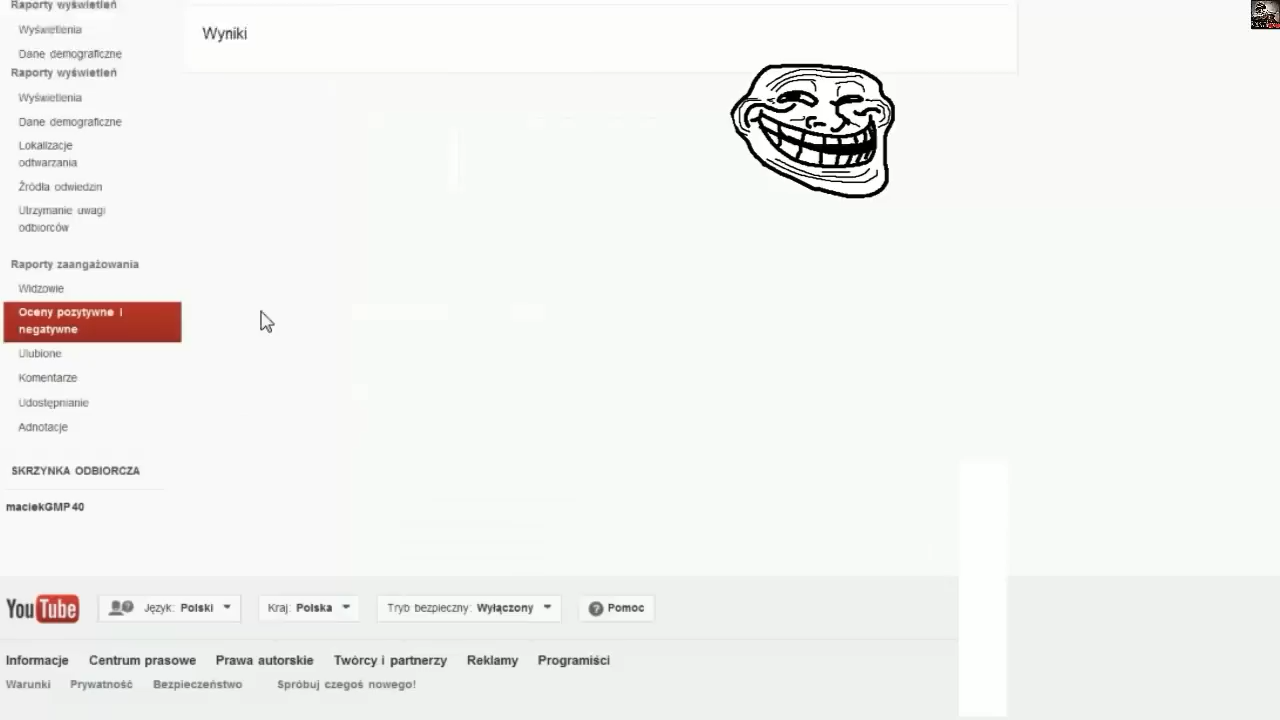 Raporty wyświetleń
Wyniki
Wyświetlenia
Dane demograficzne
Raporty wyświetleń
Wyświetlenia
Dane demograficzne
Lokalizacje
odtwarzania
Źródła odwiedzin
Utrzymanie uwagi
odbiorców
Raporty zaangażowania
Widzowie
Oceny pozytywne i
negatywne
Ulubione
Komentarze
Udostępnianie
Adnotacje
SKRZYNKA ODBIORCZA
maciekGMP40
YouTube Język: Polski Kraj: Polska Tryb bezpieczny: Wyłączony ? Pomoc
Informacje Centrum prasowe Prawa autorskie Twórcy i partnerzy Reklamy Programiści
Warunki Prywatność Bezpieczeństwo Spróbuj czegoś nowego!